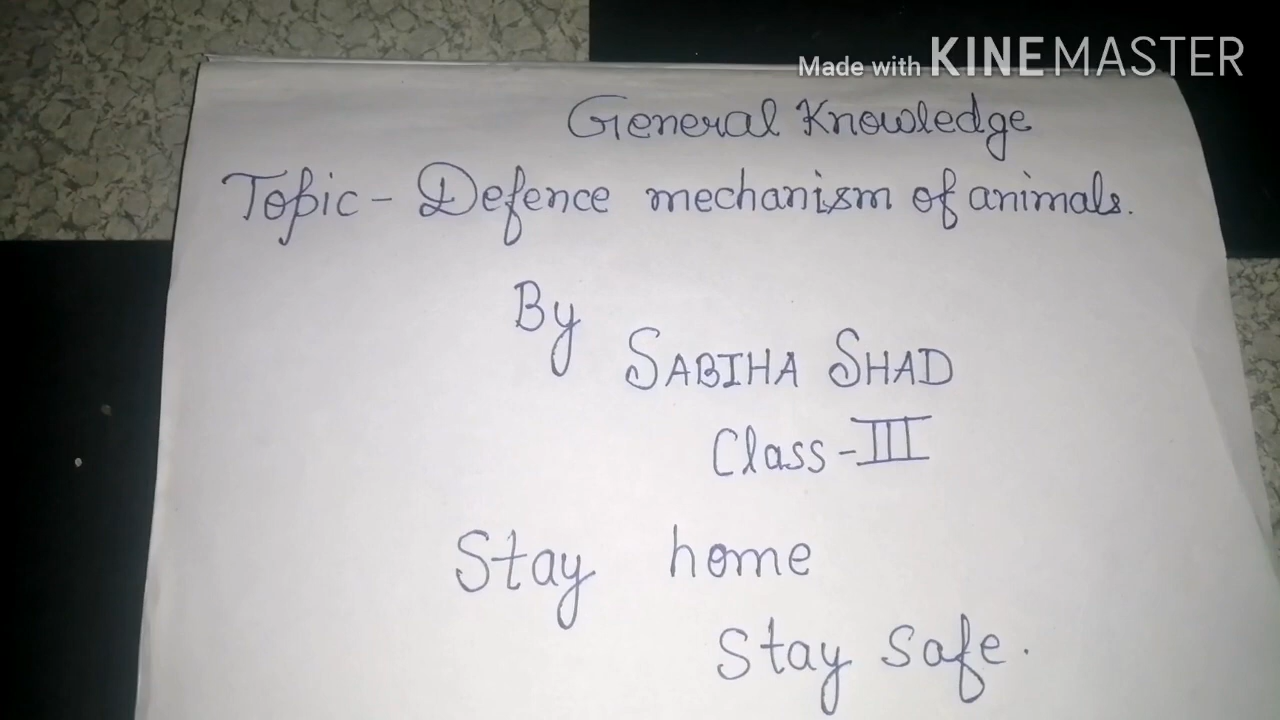 Made with KINEMASTER
General Knowledge
Topic - Defence mechanism of animals.
By
SABIHA SHAD
Class - III
Stay home
Stay safe.